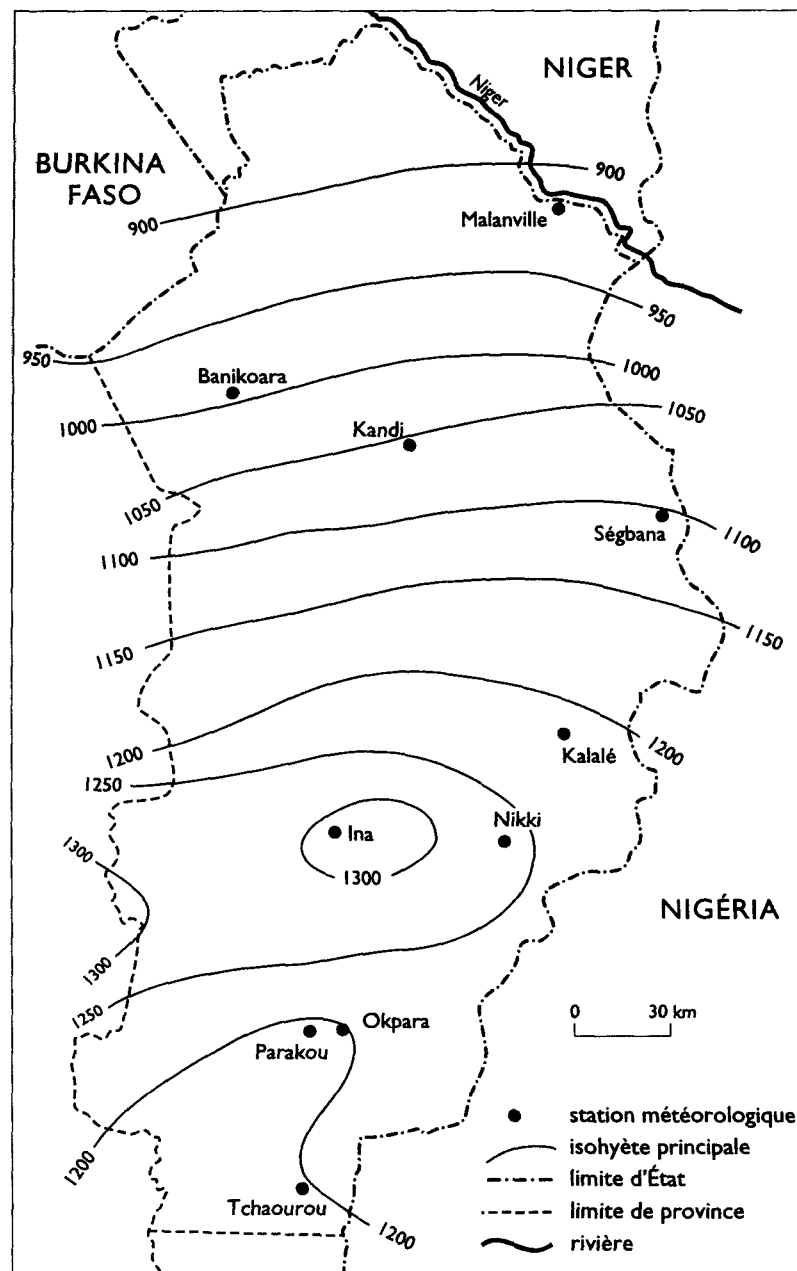 NIGER
Niger
BURKINA
FASO
900
900
Malanville
950
950
Banikoara
1000
1000
Kandi
1050
1050
Ségbana
1100
1100
1150
1150
1200
1200
Kalalé
1250
Ina
Nikki
1300
1300
1300
NIGÉRIA
1250
0 30 km
Okpara
Parakou
1200
Tchaourou
1200
station météorologique
isohyète principale
limite d'État
limite de province
rivière